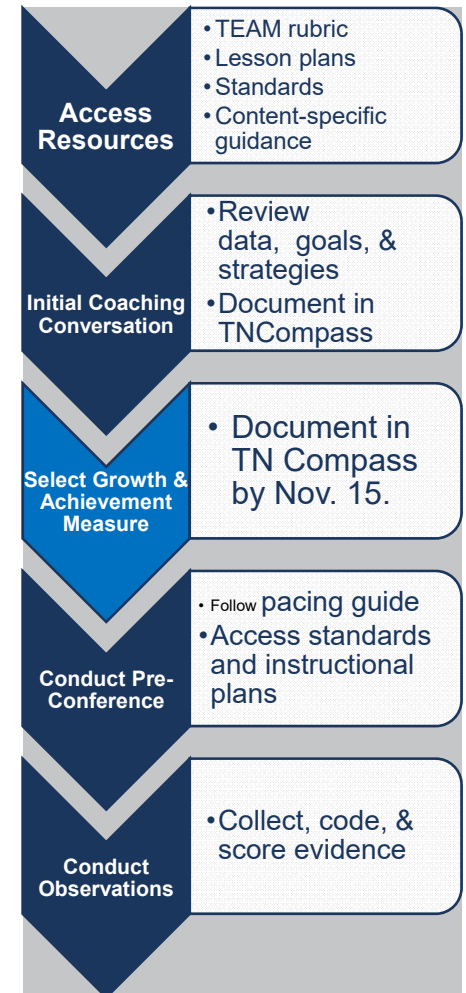 Access
Resources
• TEAM rubric
• Lesson plans
• Standards
• Content-specific
guidance
Initial Coaching
Conversation
• Review
data, goals, &
strategies
• Document in
TNCompass
Select Growth &
Achievement
Measure
• Document in
TN Compass
by Nov. 15.
Conduct Pre-
Conference
• Follow pacing guide
• Access standards
and instructional
plans
Conduct
Observations
• Collect, code, &
score evidence